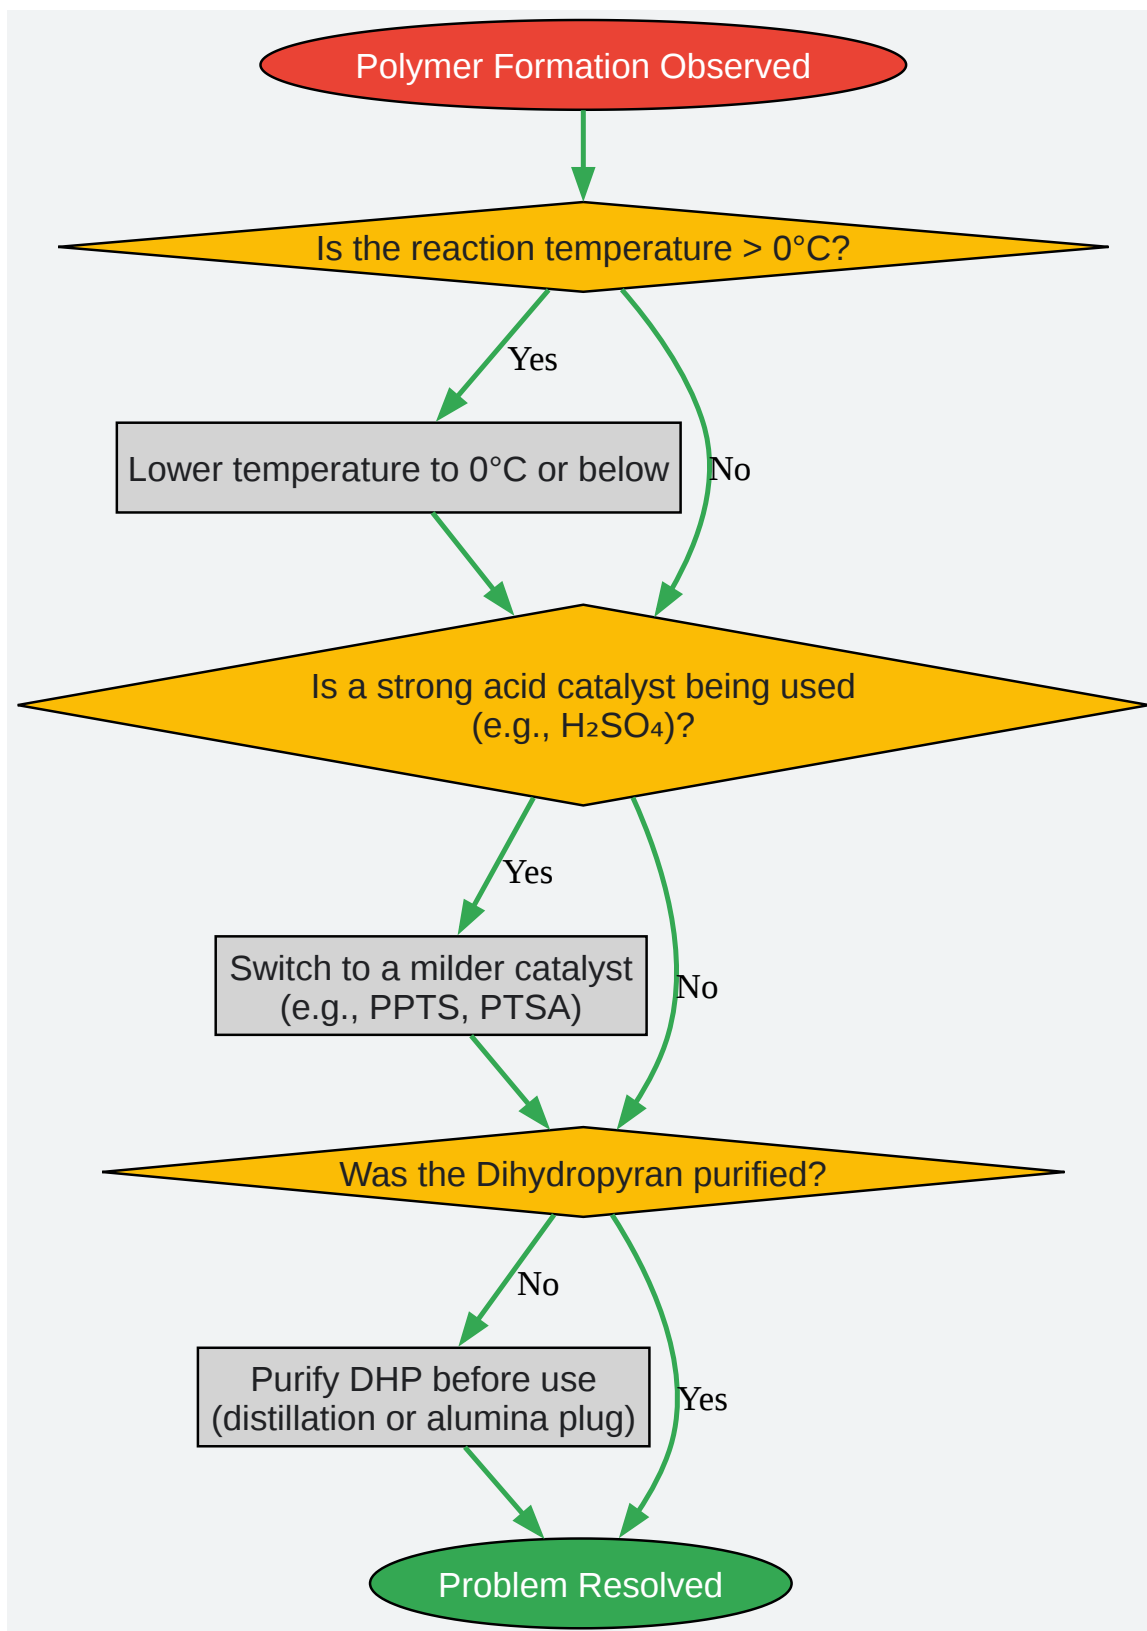 Polymer Formation Observed
Is the reaction temperature > 0°C?
Yes
Lower temperature to 0°C or below
No
Is a strong acid catalyst being used
(e.g., H₂SO₄)?
Yes
Switch to a milder catalyst
(e.g., PPTS, PTSA)
No
Was the Dihydropyran purified?
No
Purify DHP before use
(distillation or alumina plug)
Yes
Problem Resolved